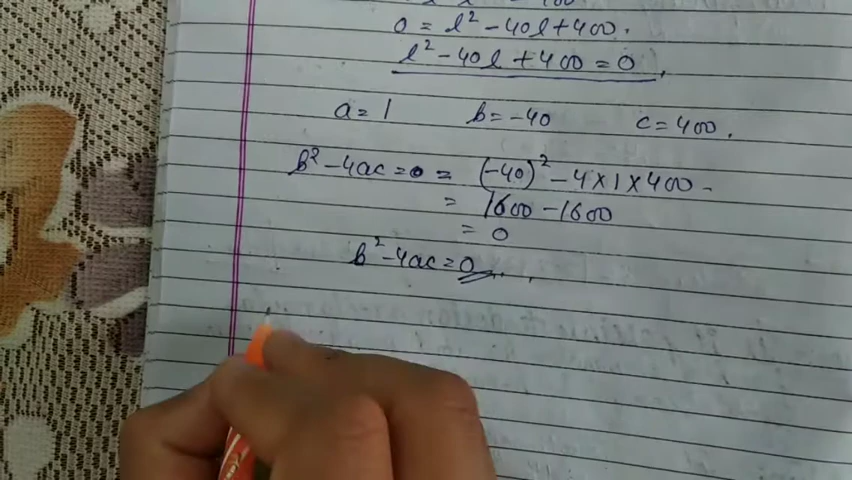 0 = l² - 40l + 400.
l² - 40l + 400 = 0
a = 1 b = -40 c = 400.
b² - 4ac = 0 = (-40)² - 4 × 1 × 400
= 1600 - 1600
= 0
b² - 4ac = 0